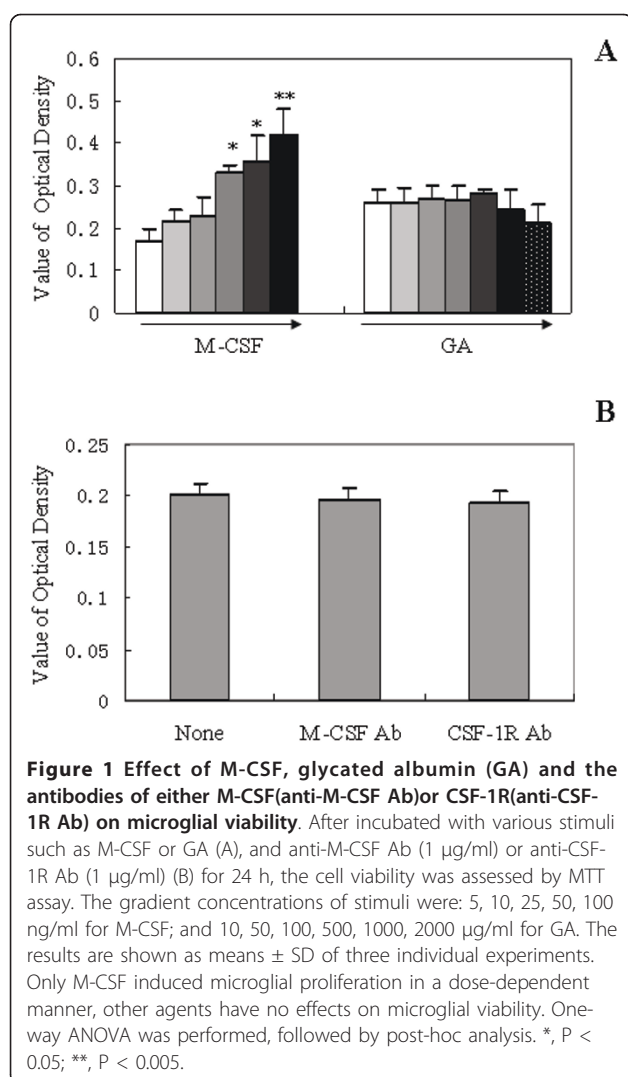 A
Value of Optical Density
0.6
0.5
0.4
0.3
0.2
0.1
0
* * **
M-CSF GA
B
Value of Optical Density
0.25
0.2
0.15
0.1
0.05
0
None M-CSF Ab CSF-1R Ab
Figure 1 Effect of M-CSF, glycated albumin (GA) and the
antibodies of either M-CSF(anti-M-CSF Ab)or CSF-1R(anti-CSF-
1R Ab) on microglial viability. After incubated with various stimuli
such as M-CSF or GA (A), and anti-M-CSF Ab (1 μg/ml) or anti-CSF-
1R Ab (1 μg/ml) (B) for 24 h, the cell viability was assessed by MTT
assay. The gradient concentrations of stimuli were: 5, 10, 25, 50, 100
ng/ml for M-CSF; and 10, 50, 100, 500, 1000, 2000 μg/ml for GA. The
results are shown as means ± SD of three individual experiments.
Only M-CSF induced microglial proliferation in a dose-dependent
manner, other agents have no effects on microglial viability. One-
way ANOVA was performed, followed by post-hoc analysis. *, P <
0.05; **, P < 0.005.